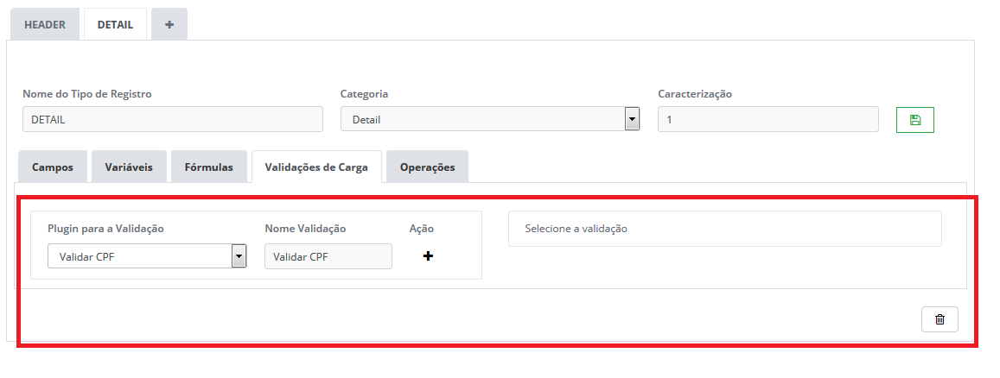 HEADER DETAIL +
Nome do Tipo de Registro Categoria Caracterização
DETAIL Detail 1
Campos Variáveis Fórmulas Validações de Carga Operações
Plugin para a Validação Nome Validação Ação Selecione a validação
Validar CPF Validar CPF +